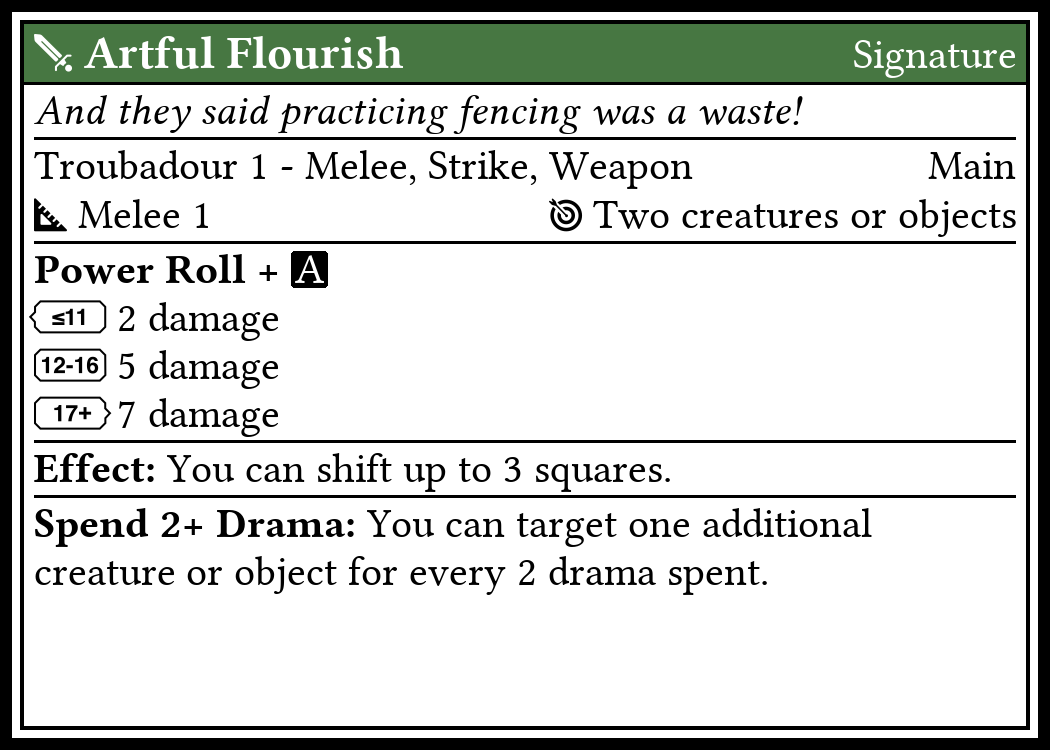 Artful Flourish Signature
And they said practicing fencing was a waste!
Troubadour 1 - Melee, Strike, Weapon Main
Melee 1 Two creatures or objects
Power Roll + A
≤11 2 damage
12-16 5 damage
17+ 7 damage
Effect: You can shift up to 3 squares.
Spend 2+ Drama: You can target one additional
creature or object for every 2 drama spent.